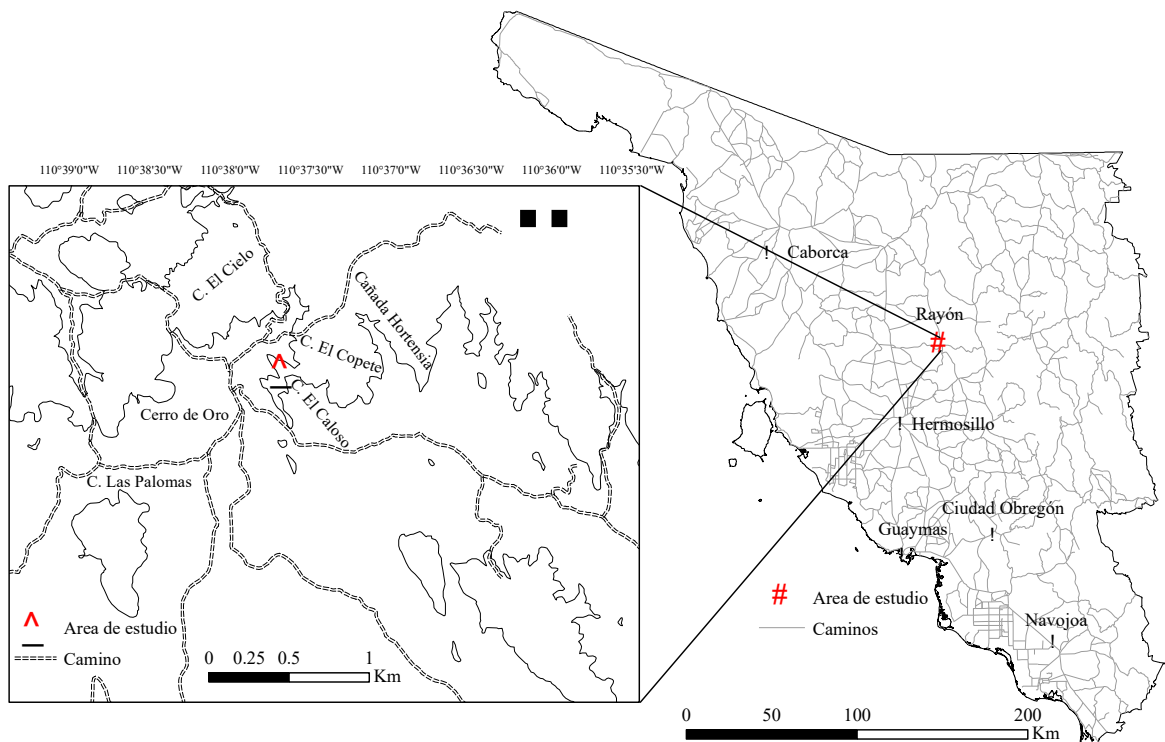 110°39'0"W 110°38'30"W 110°38'0"W 110°37'30"W 110°37'0"W 110°36'30"W 110°36'0"W 110°35'30"W
C. El Cielo
Cañada Hortensia
C. El Copete
C. El Caloso
Cerro de Oro
C. Las Palomas
^ Area de estudio
Camino
0 0.25 0.5 1
Km
! Caborca
Rayón
#
! Hermosillo
Ciudad Obregón
!
Guaymas
Navojoa
!
# Area de estudio
Caminos
0 50 100 200
Km